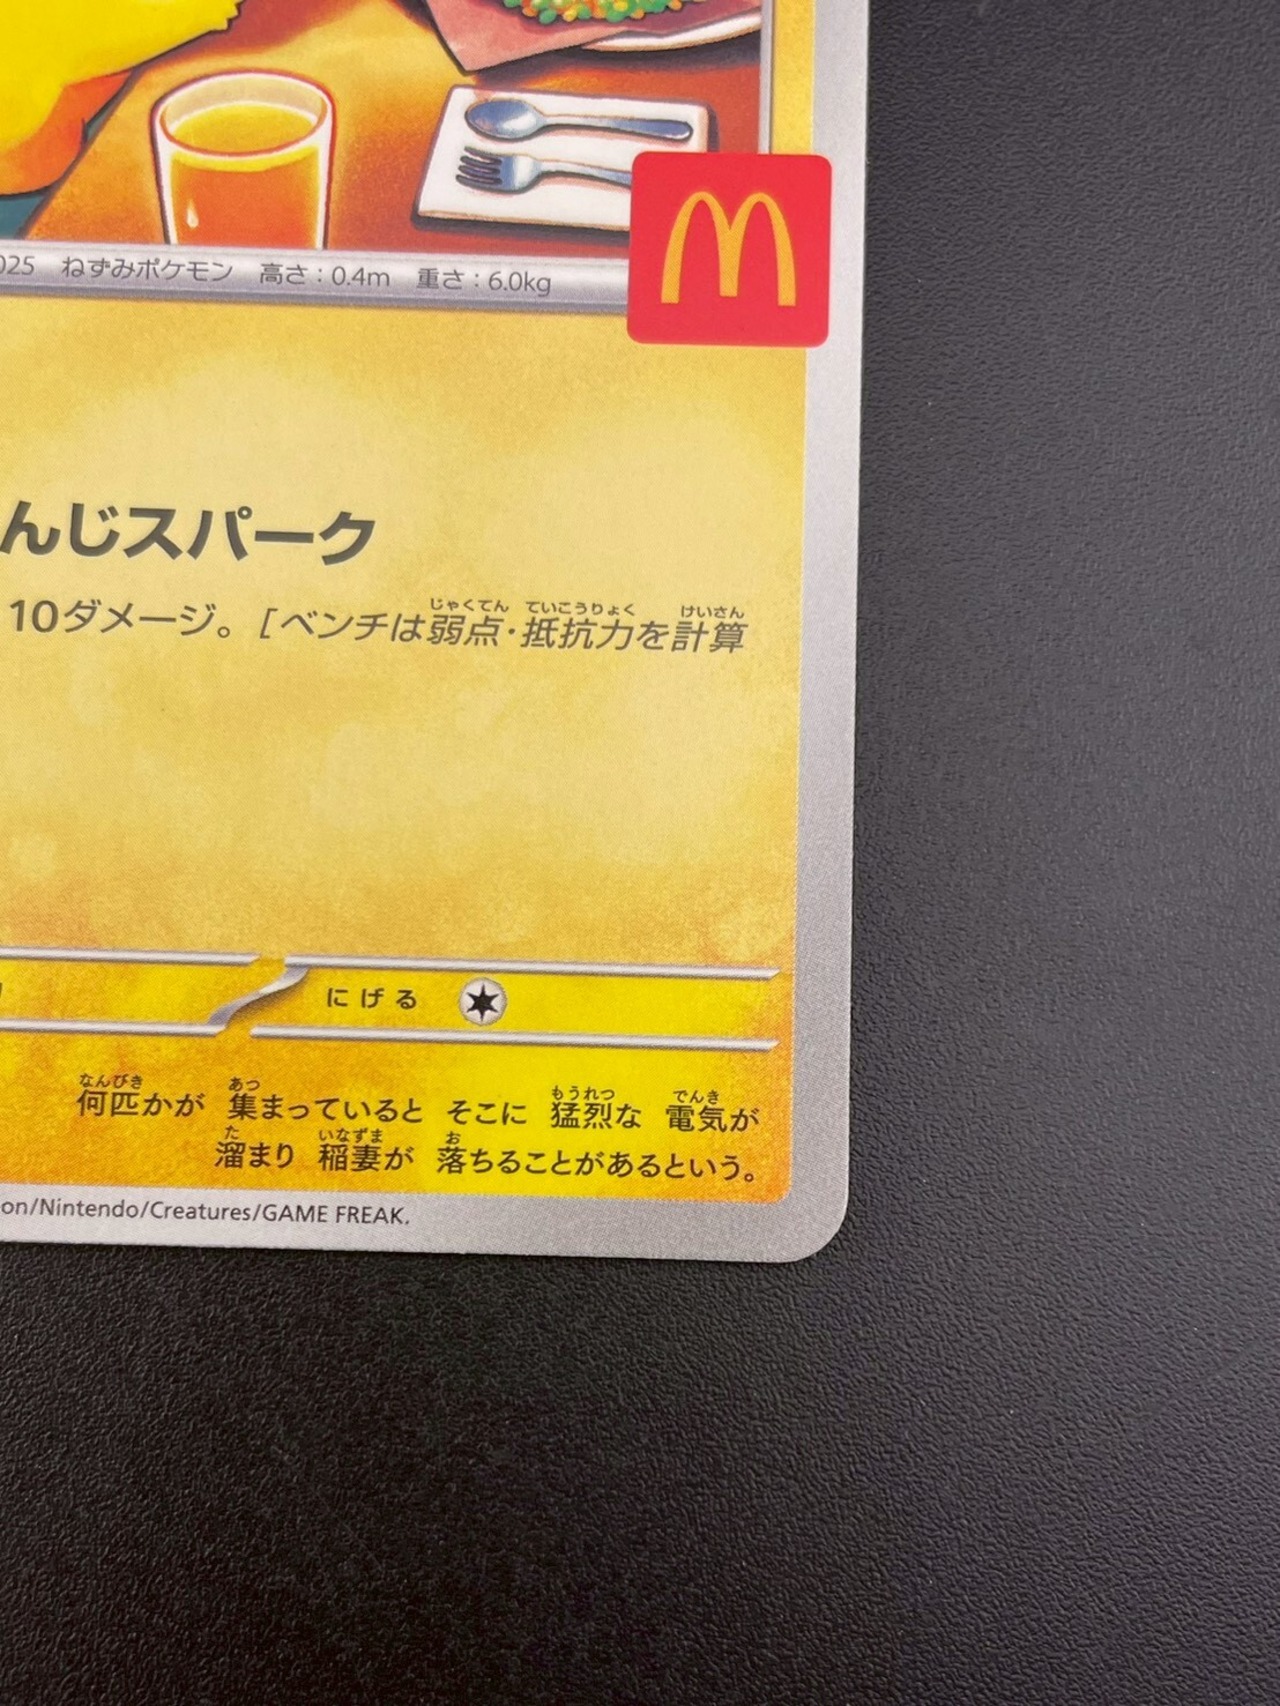 025 ねずみポケモン 高さ:0.4m 重さ:6.0kg
んじスパーク
10ダメージ。[ベンチは弱点・抵抗力を計算
じゃくてん ていこうりょく けいさん
にげる
何匹かが 集まっていると そこに 猛烈な 電気が
なんびき あつ もうれつ でんき
溜まり 稲妻が 落ちることがあるという。
た いなずま お
on/Nintendo/Creatures/GAME FREAK.